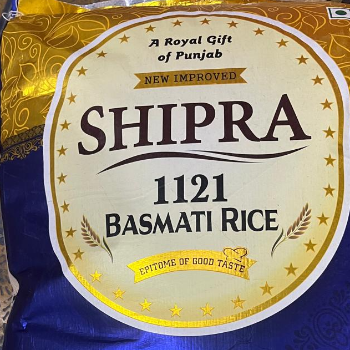 A Royal Gift
of Punjab
NEW IMPROVED
SHIPRA
1121
BASMATI RICE
EPITOME OF GOOD TASTE